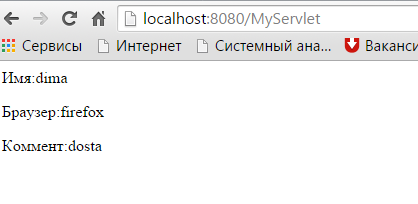 localhost:8080/MyServlet
Сервисы Интернет Системный ана... Ваканси
Имя:dima
Браузер:firefox
Коммент:dosta